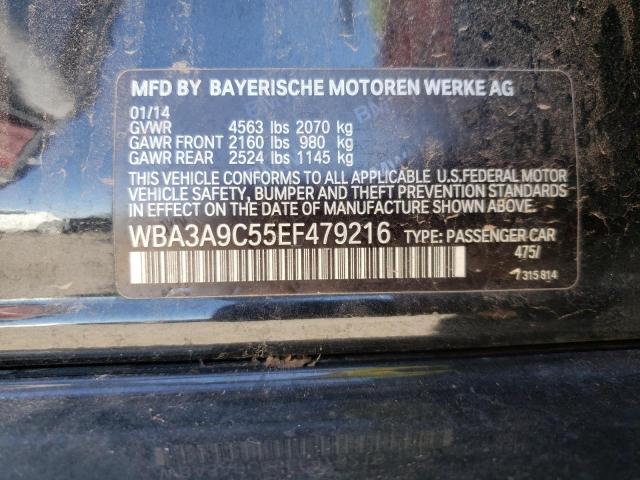 MFD BY BAYERISCHE MOTOREN WERKE AG
01/14
GVWR 4563 lbs 2070 kg
GAWR FRONT 2160 lbs 980 kg
GAWR REAR 2524 lbs 1145 kg
THIS VEHICLE CONFORMS TO ALL APPLICABLE U.S.FEDERAL MOTOR
VEHICLE SAFETY, BUMPER AND THEFT PREVENTION STANDARDS
IN EFFECT ON THE DATE OF MANUFACTURE SHOWN ABOVE.
WBA3A9C55EF479216 TYPE: PASSENGER CAR
475/
7315814